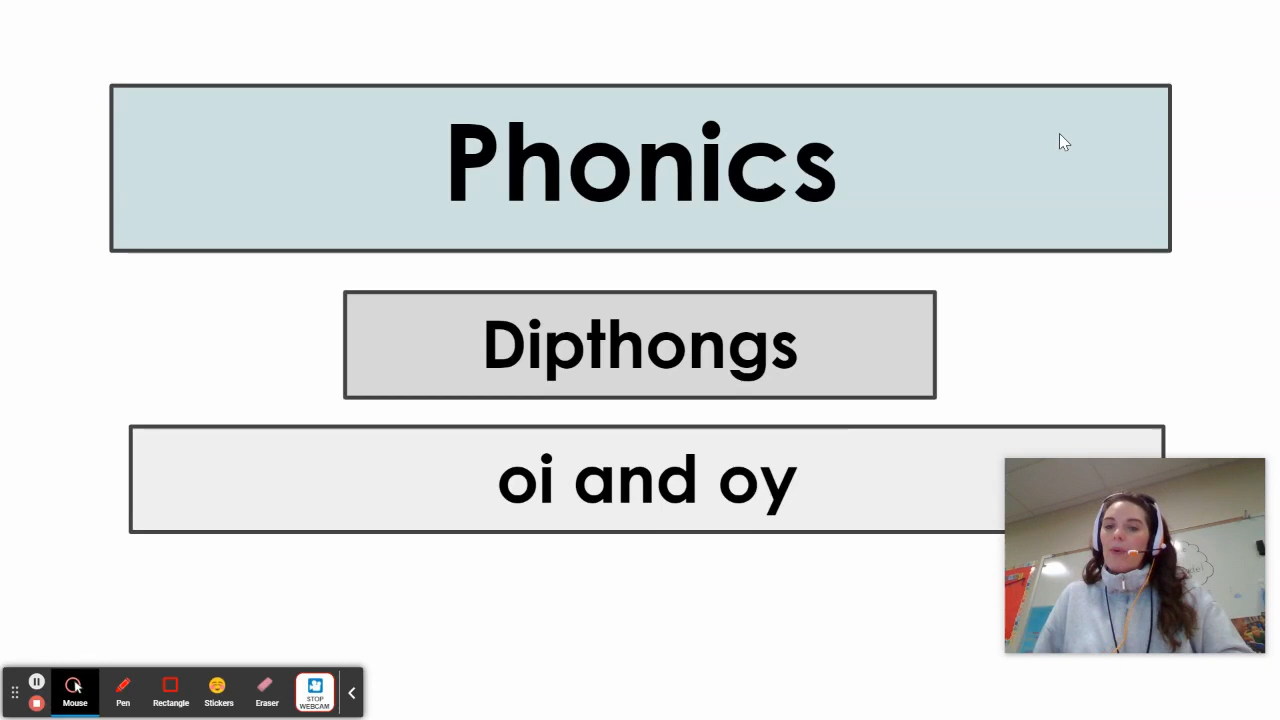 Phonics
Dipthongs
oi and oy
Mouse
Pen
Rectangle
Stickers
Eraser
STOP
WEBCAM